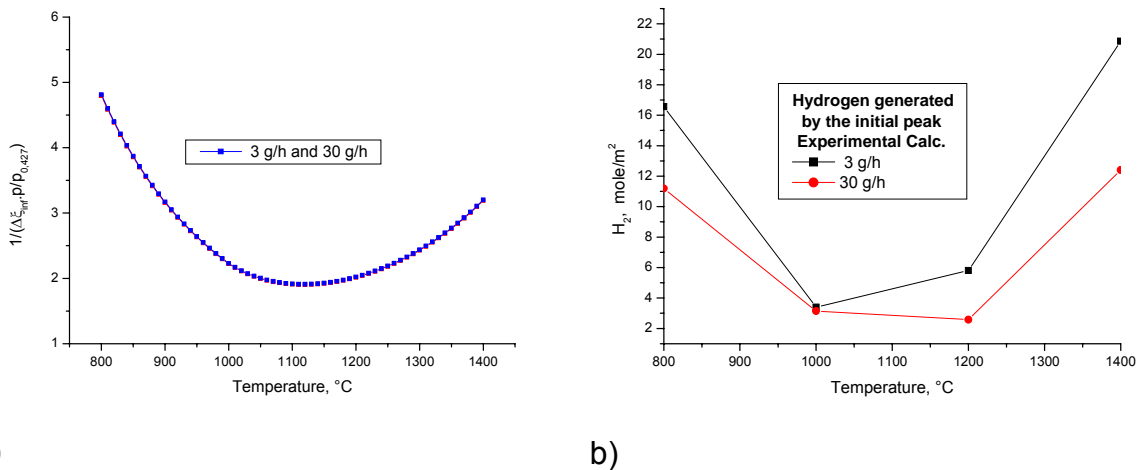 1/(Δξinf,p/p0,427)
5
4
3
2
1
3 g/h and 30 g/h
800 900 1000 1100 1200 1300 1400
Temperature, °C
)
H2, mole/m2
22
20
18
16
14
12
10
8
6
4
2
Hydrogen generated
by the initial peak
Experimental Calc.
3 g/h
30 g/h
800 900 1000 1100 1200 1300 1400
Temperature, °C
b)